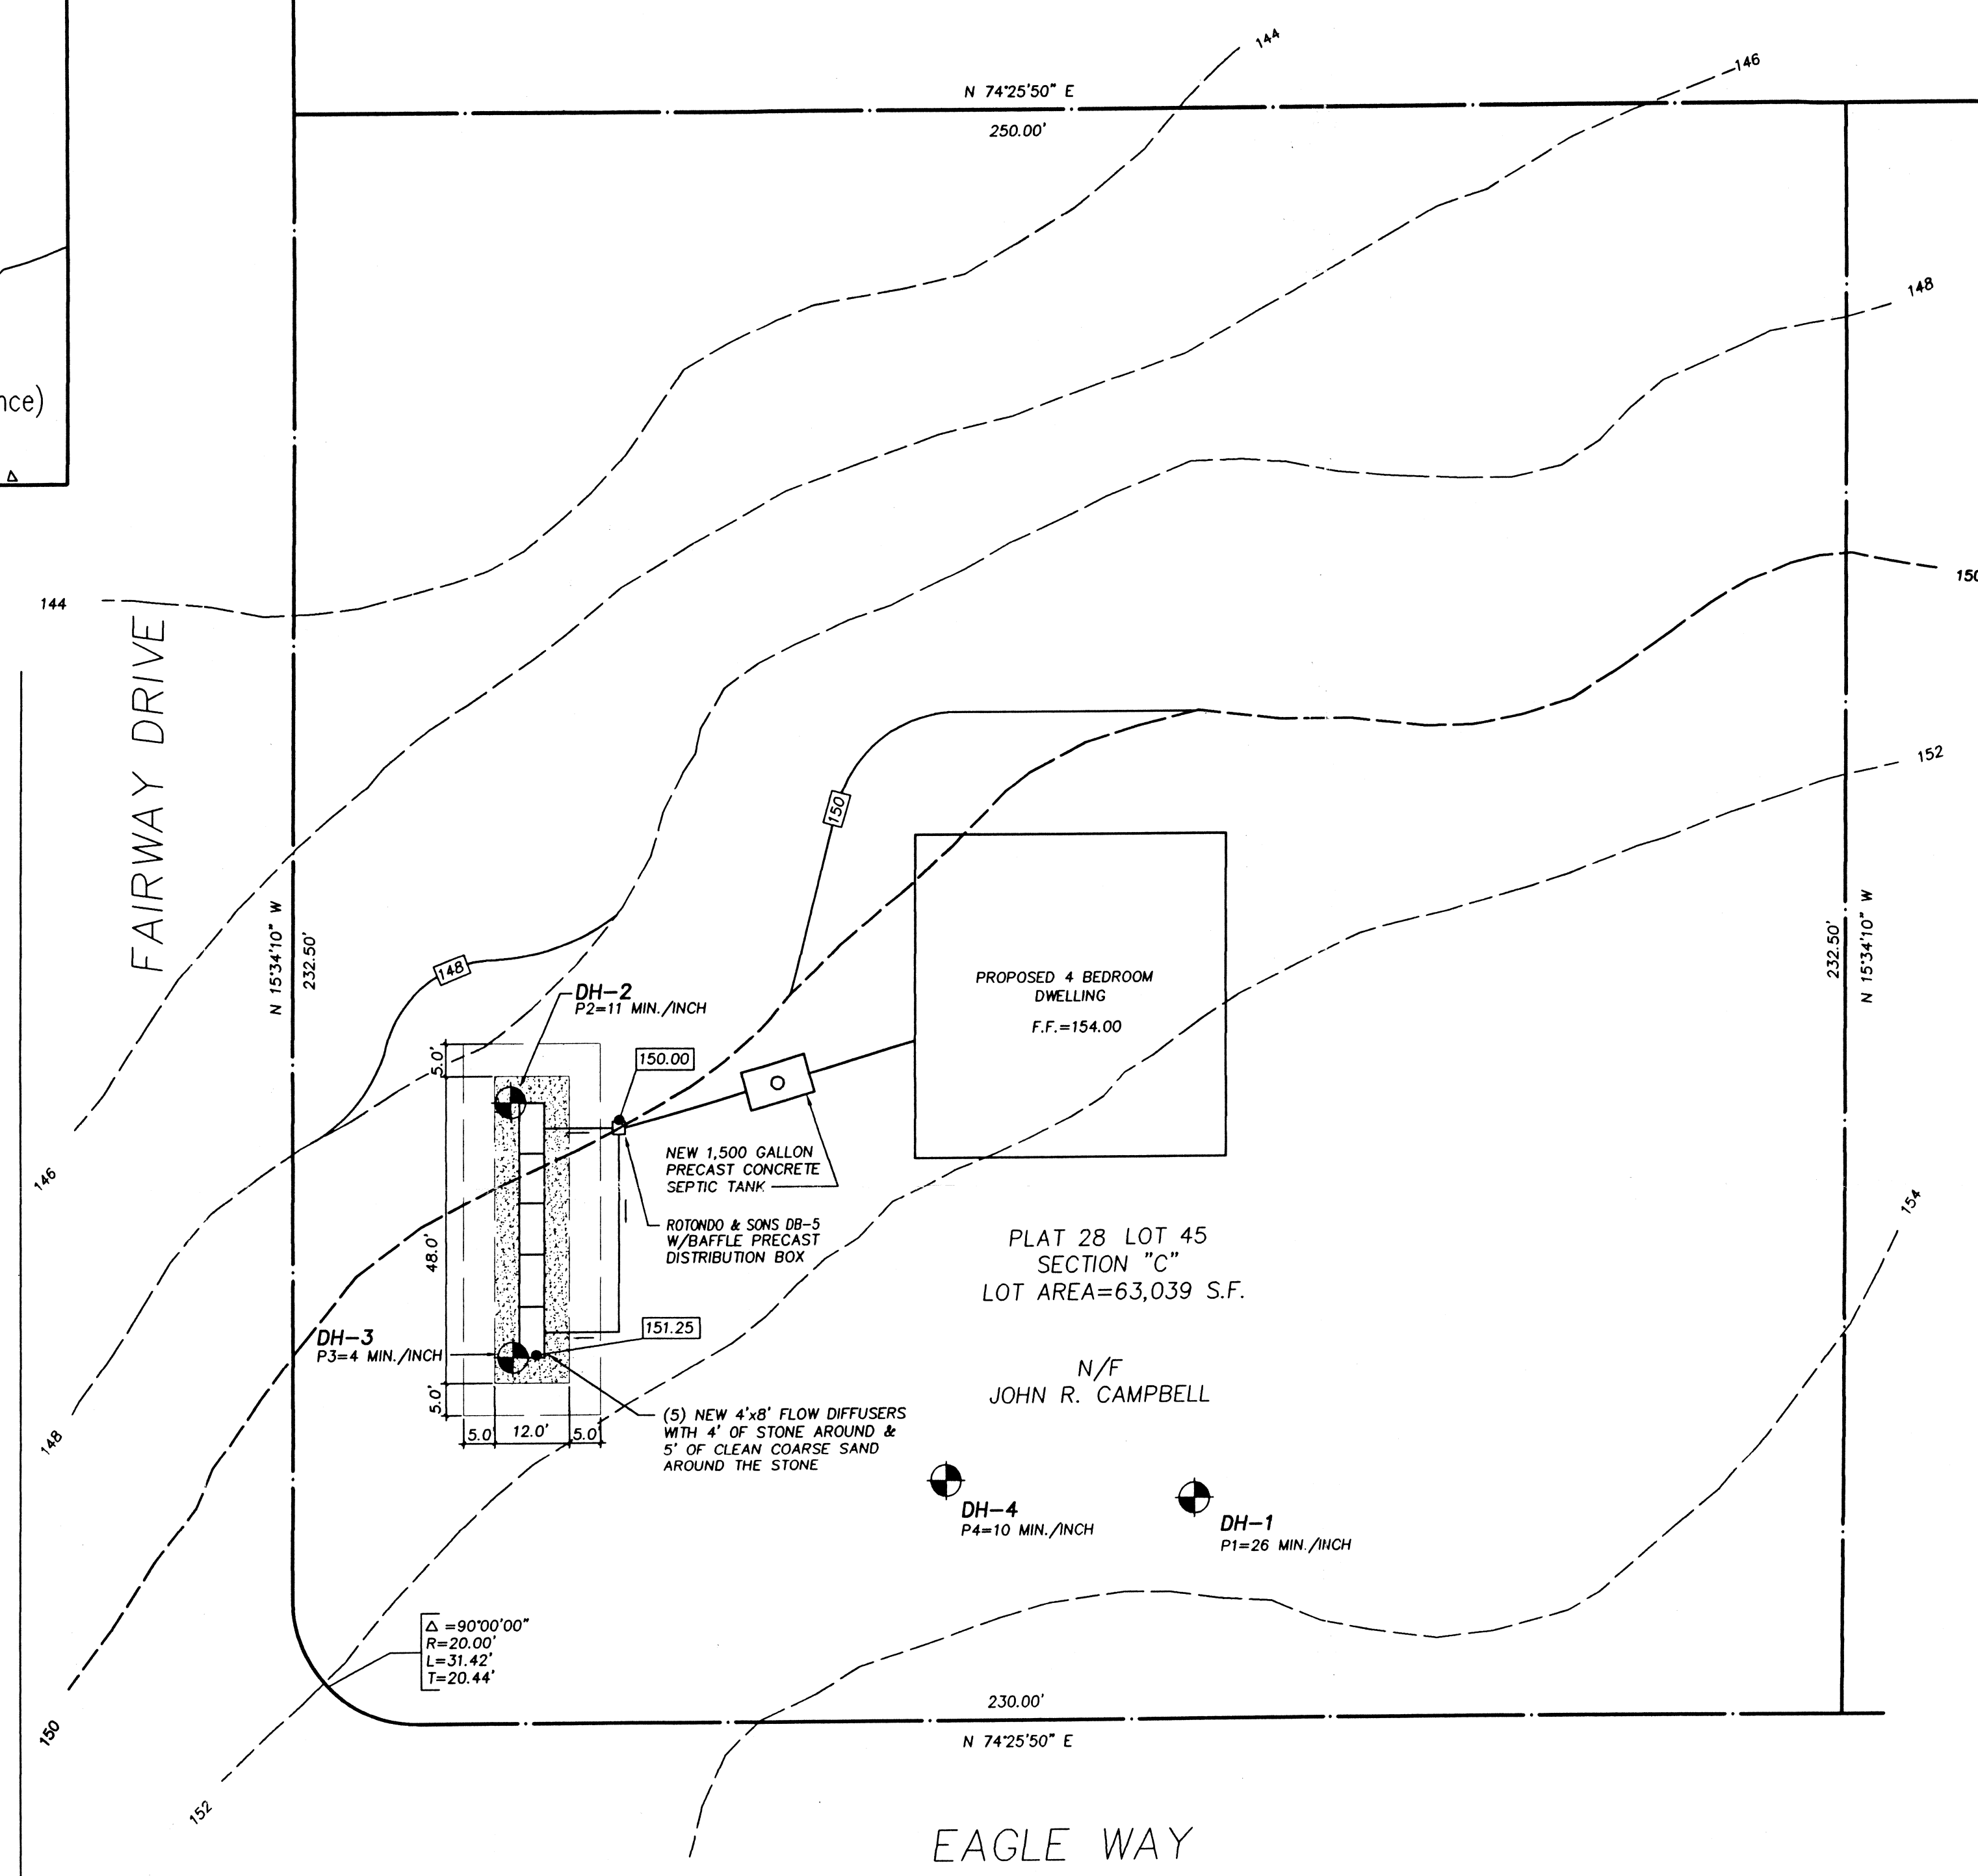 144
146
N 74°25'50" E
250.00'
148
nce)
Δ
144
150
FAIRWAY DRIVE
152
150
N 15°34'10" W
232.50'
232.50'
N 15°34'10" W
148
DH-2
P2=11 MIN./INCH
PROPOSED 4 BEDROOM
DWELLING
F.F.=154.00
5.0'
150.00
NEW 1,500 GALLON
PRECAST CONCRETE
SEPTIC TANK
146
154
ROTONDO & SONS DB-5
W/BAFFLE PRECAST
DISTRIBUTION BOX
48.0'
PLAT 28 LOT 45
SECTION "C"
LOT AREA=63,039 S.F.
151.25
DH-3
P3=4 MIN./INCH
N/F
JOHN R. CAMPBELL
5.0'
5.0'
12.0'
5.0'
(5) NEW 4'x8' FLOW DIFFUSERS
WITH 4' OF STONE AROUND &
5' OF CLEAN COARSE SAND
AROUND THE STONE
148
DH-4
P4=10 MIN./INCH
DH-1
P1=26 MIN./INCH
Δ =90°00'00"
R=20.00'
L=31.42'
T=20.44'
230.00'
N 74°25'50" E
150
152
EAGLE WAY